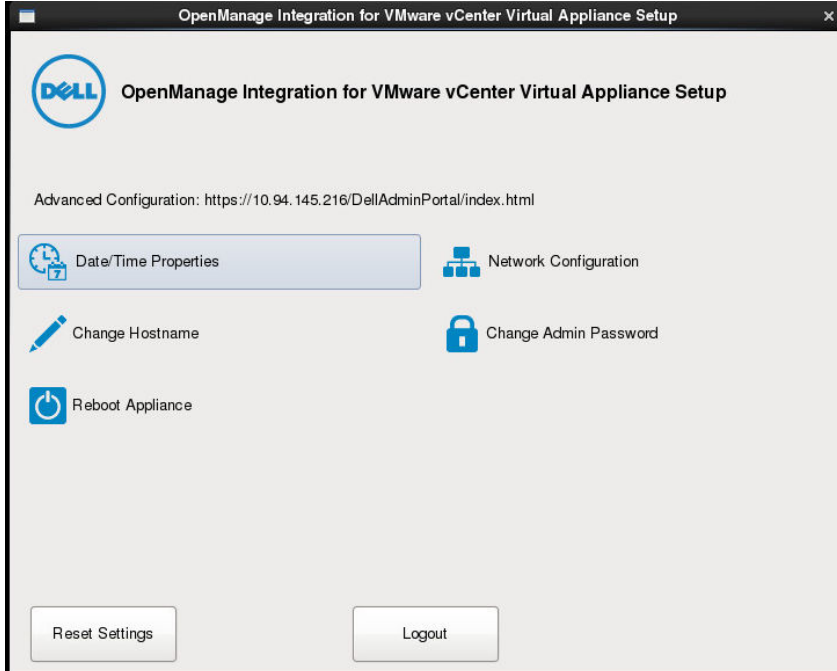 OpenManage Integration for VMware vCenter Virtual Appliance Setup
DELL
OpenManage Integration for VMware vCenter Virtual Appliance Setup
Advanced Configuration: https://10.94.145.216/DellAdminPortal/index.html
7
Date/Time Properties
Network Configuration
Change Hostname
Change Admin Password
Reboot Appliance
Reset Settings
Logout